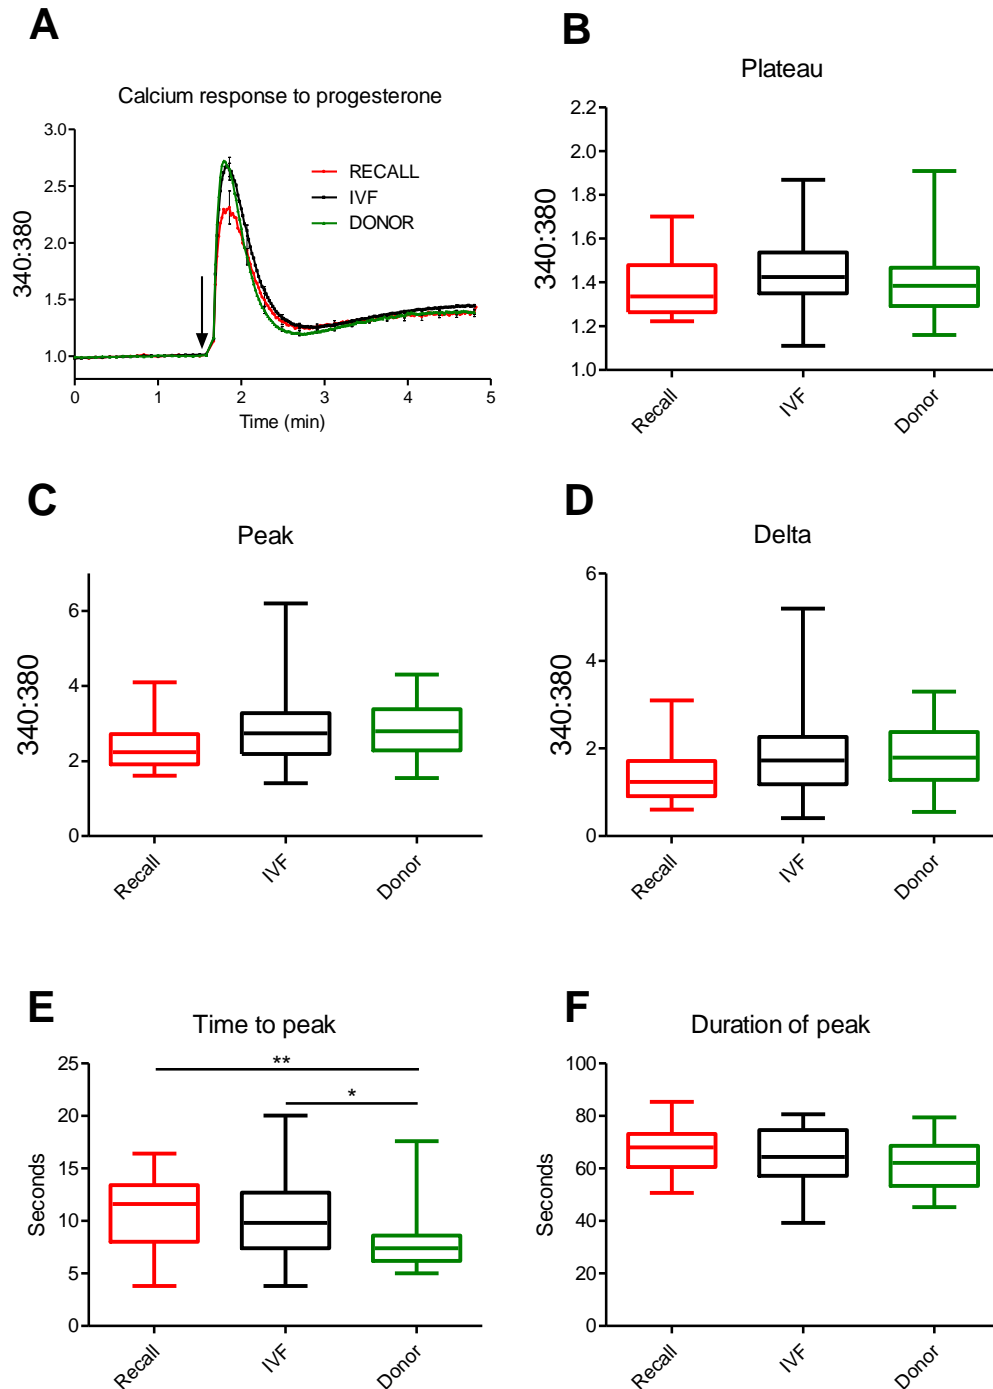 A
Calcium response to progesterone
3.0
2.5
2.0
1.5
1.0
340:380
RECALL
IVF
DONOR
0 1 2 3 4 5
Time (min)
B
Plateau
2.2
2.0
1.8
1.6
1.4
1.2
1.0
340:380
Recall IVF Donor
C
Peak
6
4
2
0
340:380
Recall IVF Donor
D
Delta
6
4
2
0
340:380
Recall IVF Donor
E
Time to peak
25
20
15
10
5
0
Seconds
**
*
Recall IVF Donor
F
Duration of peak
100
80
60
40
20
0
Seconds
Recall IVF Donor